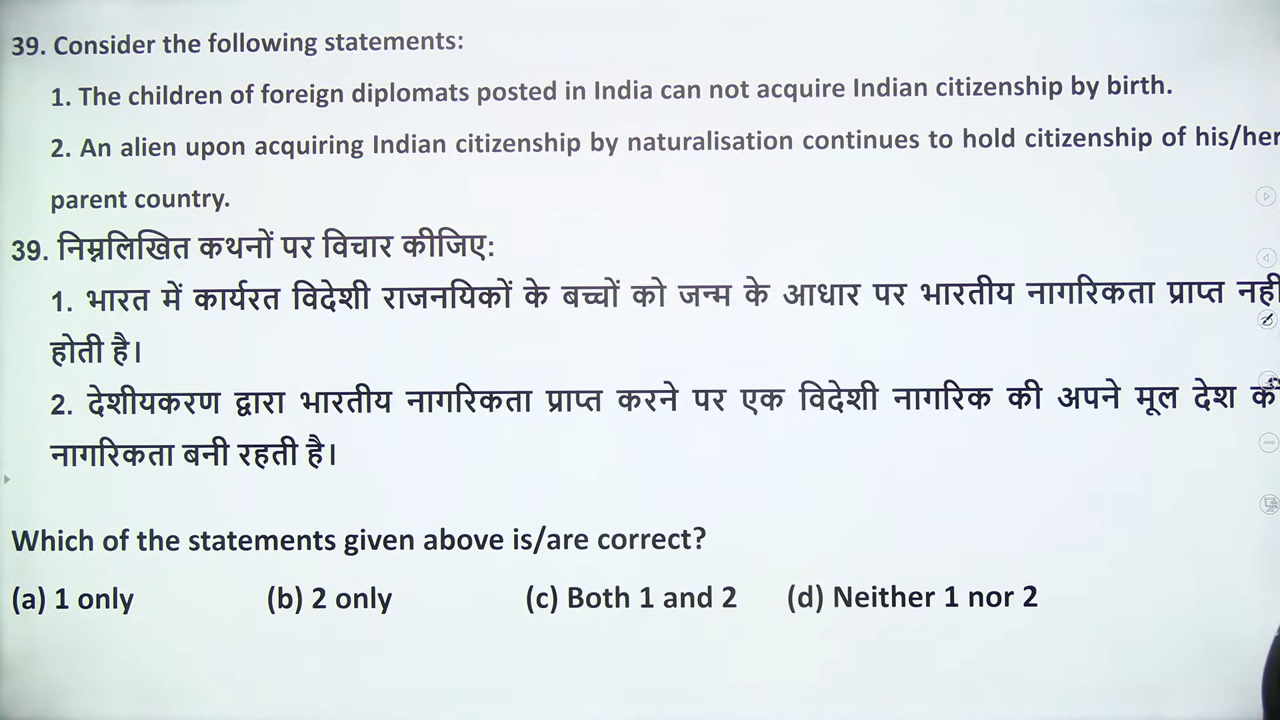 39. Consider the following statements:
1. The children of foreign diplomats posted in India can not acquire Indian citizenship by birth.
2. An alien upon acquiring Indian citizenship by naturalisation continues to hold citizenship of his/her
parent country.
39. निम्नलिखित कथनों पर विचार कीजिए:
1. भारत में कार्यरत विदेशी राजनयिकों के बच्चों को जन्म के आधार पर भारतीय नागरिकता प्राप्त नहीं
होती है।
2. देशीयकरण द्वारा भारतीय नागरिकता प्राप्त करने पर एक विदेशी नागरिक की अपने मूल देश की
नागरिकता बनी रहती है।
Which of the statements given above is/are correct?
(a) 1 only (b) 2 only (c) Both 1 and 2 (d) Neither 1 nor 2